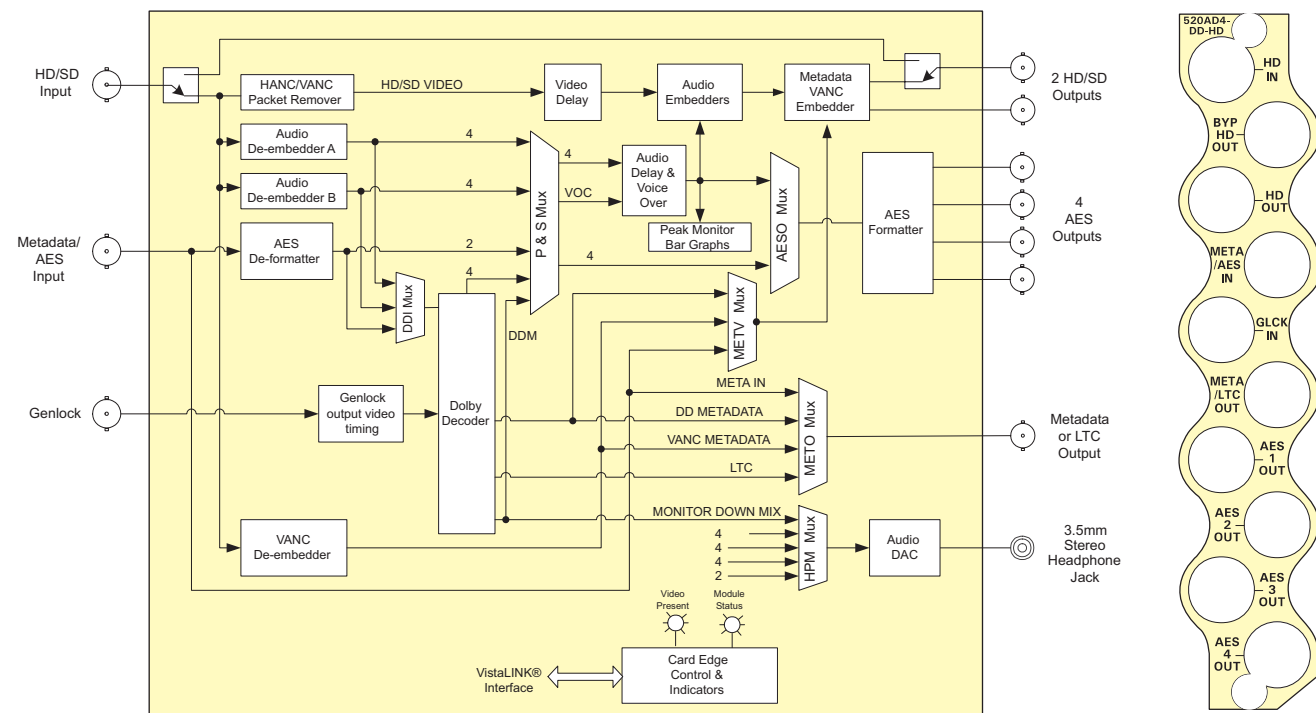 HD/SD
Input
HANC/VANC
Packet Remover
HD/SD VIDEO
Video
Delay
Audio
Embedders
Metadata
VANC
Embedder
2 HD/SD
Outputs
Audio
De-embedder A
4
Audio
De-embedder B
4
P & S Mux
4
VOC
Audio
Delay &
Voice
Over
Peak Monitor
Bar Graphs
AESO Mux
AES
Formatter
4
AES
Outputs
Metadata/
AES
Input
AES
De-formatter
2
4
4
DDI Mux
DDM
METV Mux
Genlock
Genlock
output video
timing
Dolby
Decoder
META IN
DD METADATA
VANC METADATA
LTC
METO Mux
Metadata
or LTC
Output
VANC
De-embedder
MONITOR DOWN MIX
4
4
4
2
HPM Mux
Audio
DAC
3.5mm
Stereo
Headphone
Jack
Video
Present
Module
Status
VistaLINK®
Interface
Card Edge
Control &
Indicators
520AD4-
DD-HD
HD
IN
BYP
HD
OUT
HD
OUT
META
/AES
IN
GLCK
IN
META
/LTC
OUT
AES
1
OUT
AES
2
OUT
AES
3
OUT
AES
4
OUT